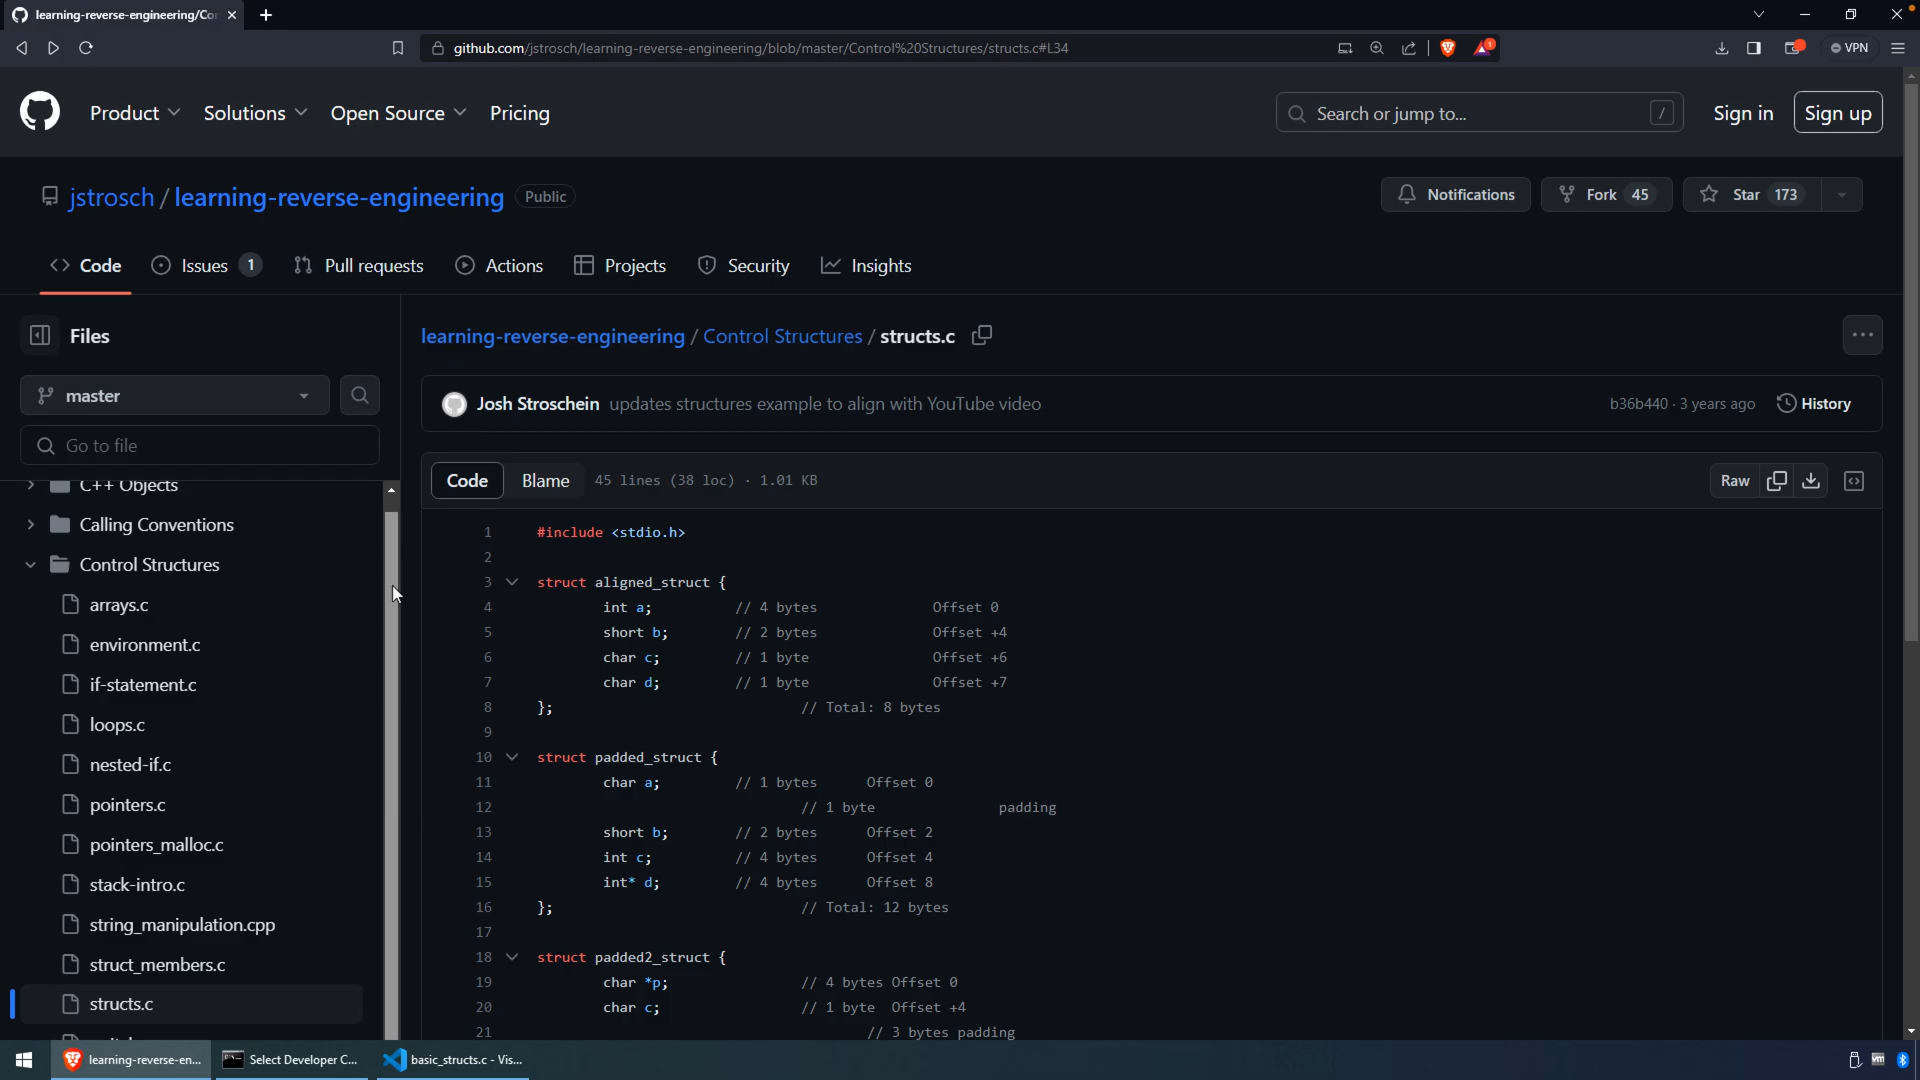 learning-reverse-engineering/Cor
github.com/jstrosch/learning-reverse-engineering/blob/master/Control%20Structures/structs.c#L34
1
VPN
Product
Solutions
Open Source
Pricing
Search or jump to...
/
Sign in
Sign up
jstrosch / learning-reverse-engineering
Public
Notifications
Fork 45
Star 173
Code
Issues 1
Pull requests
Actions
Projects
Security
Insights
Files
learning-reverse-engineering / Control Structures / structs.c
master
Go to file
Josh Stroschein updates structures example to align with YouTube video
b36b440 · 3 years ago
History
Code
Blame
45 lines (38 loc) · 1.01 KB
Raw
C++ Objects
Calling Conventions
Control Structures
arrays.c
environment.c
if-statement.c
loops.c
nested-if.c
pointers.c
pointers_malloc.c
stack-intro.c
string_manipulation.cpp
struct_members.c
structs.c
1 #include <stdio.h>
2
3 struct aligned_struct {
4 int a; // 4 bytes Offset 0
5 short b; // 2 bytes Offset +4
6 char c; // 1 byte Offset +6
7 char d; // 1 byte Offset +7
8 }; // Total: 8 bytes
9
10 struct padded_struct {
11 char a; // 1 bytes Offset 0
12 // 1 byte padding
13 short b; // 2 bytes Offset 2
14 int c; // 4 bytes Offset 4
15 int* d; // 4 bytes Offset 8
16 }; // Total: 12 bytes
17
18 struct padded2_struct {
19 char *p; // 4 bytes Offset 0
20 char c; // 1 byte Offset +4
21 // 3 bytes padding
learning-reverse-en...
Select Developer C...
basic_structs.c - Vis...